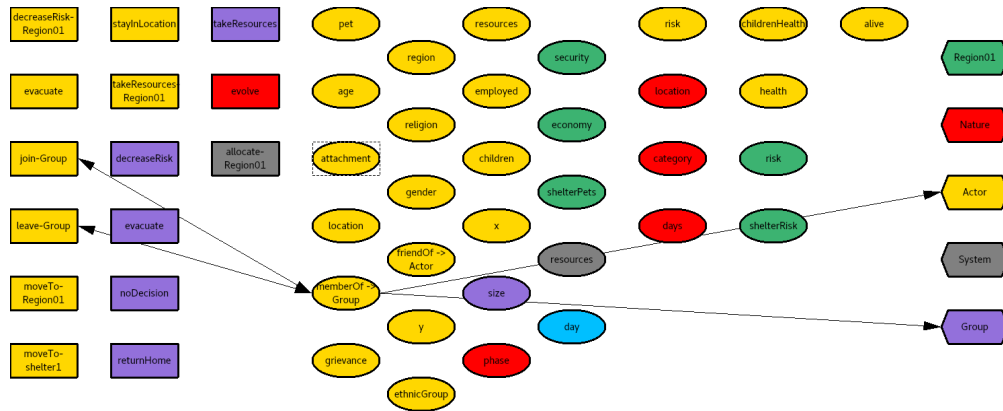 decreaseRisk-
Region01
stayInLocation
takeResources
pet
resources
risk
childrenHealth
alive
region
security
Region01
evacuate
takeResources-
Region01
evolve
age
employed
location
health
religion
economy
Nature
join-Group
decreaseRisk
allocate-
Region01
attachment
children
category
risk
gender
shelterPets
Actor
leave-Group
evacuate
location
x
days
shelterRisk
friendOf ->
Actor
resources
System
moveTo-
Region01
noDecision
memberOf ->
Group
size
y
day
Group
moveTo-
shelter1
returnHome
grievance
phase
ethnicGroup